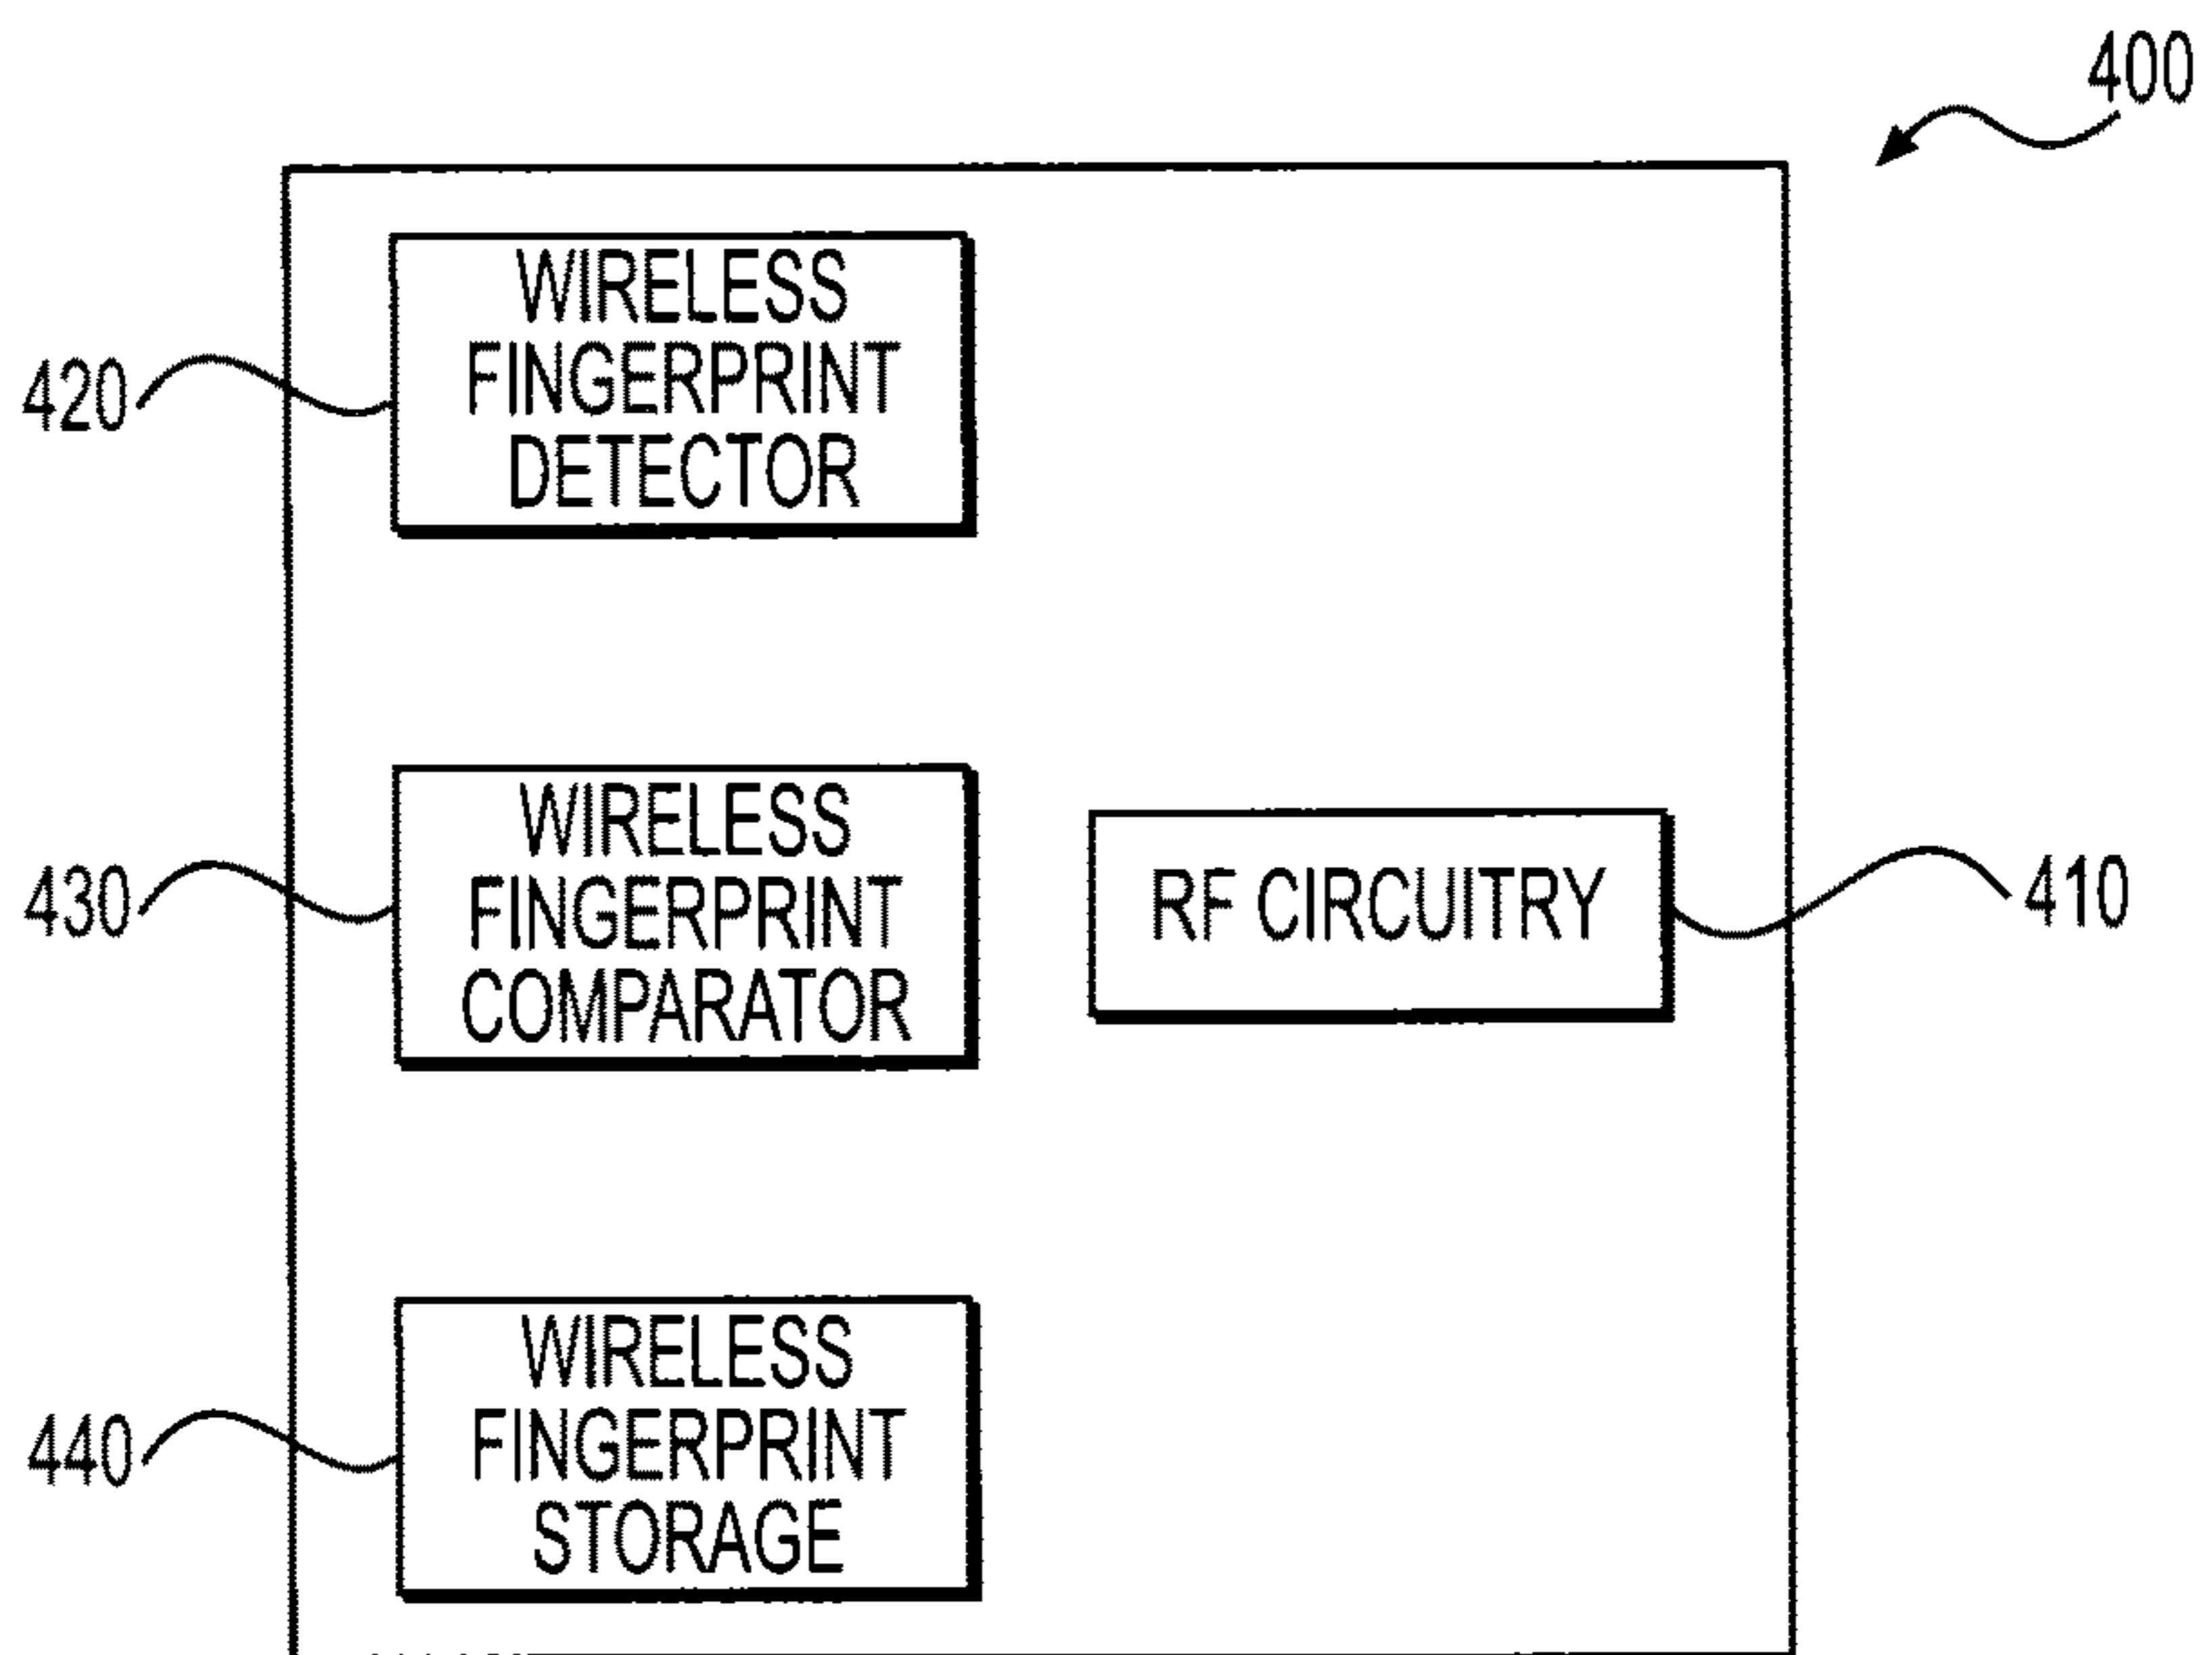 400
WIRELESS
FINGERPRINT
DETECTOR
420
WIRELESS
FINGERPRINT
COMPARATOR
430
RF CIRCUITRY
410
WIRELESS
FINGERPRINT
STORAGE
440